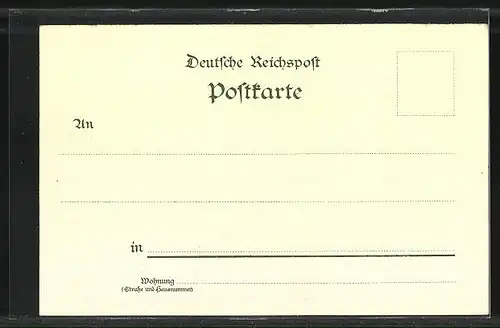 Deutſche Reichspoſt
Poſtkarte
An
in
Wohnung
(Straße und Hausnummer)